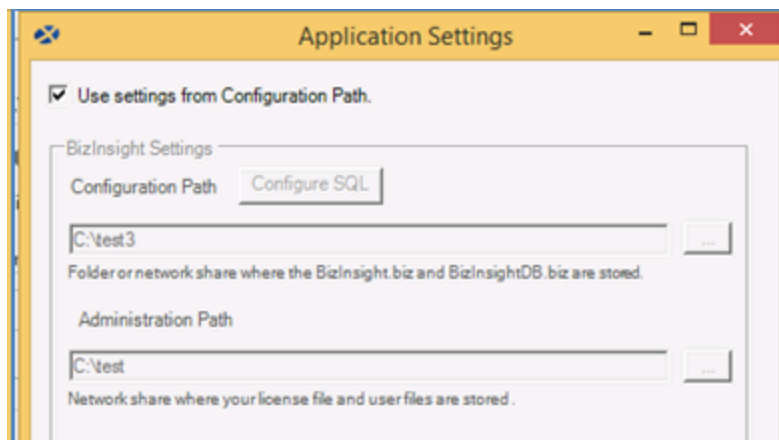 Application Settings
Use settings from Configuration Path.
BizInsight Settings
Configuration Path Configure SQL
C:\test3 ...
Folder or network share where the BizInsight.biz and BizInsightDB.biz are stored.
Administration Path
C:\test ...
Network share where your license file and user files are stored .